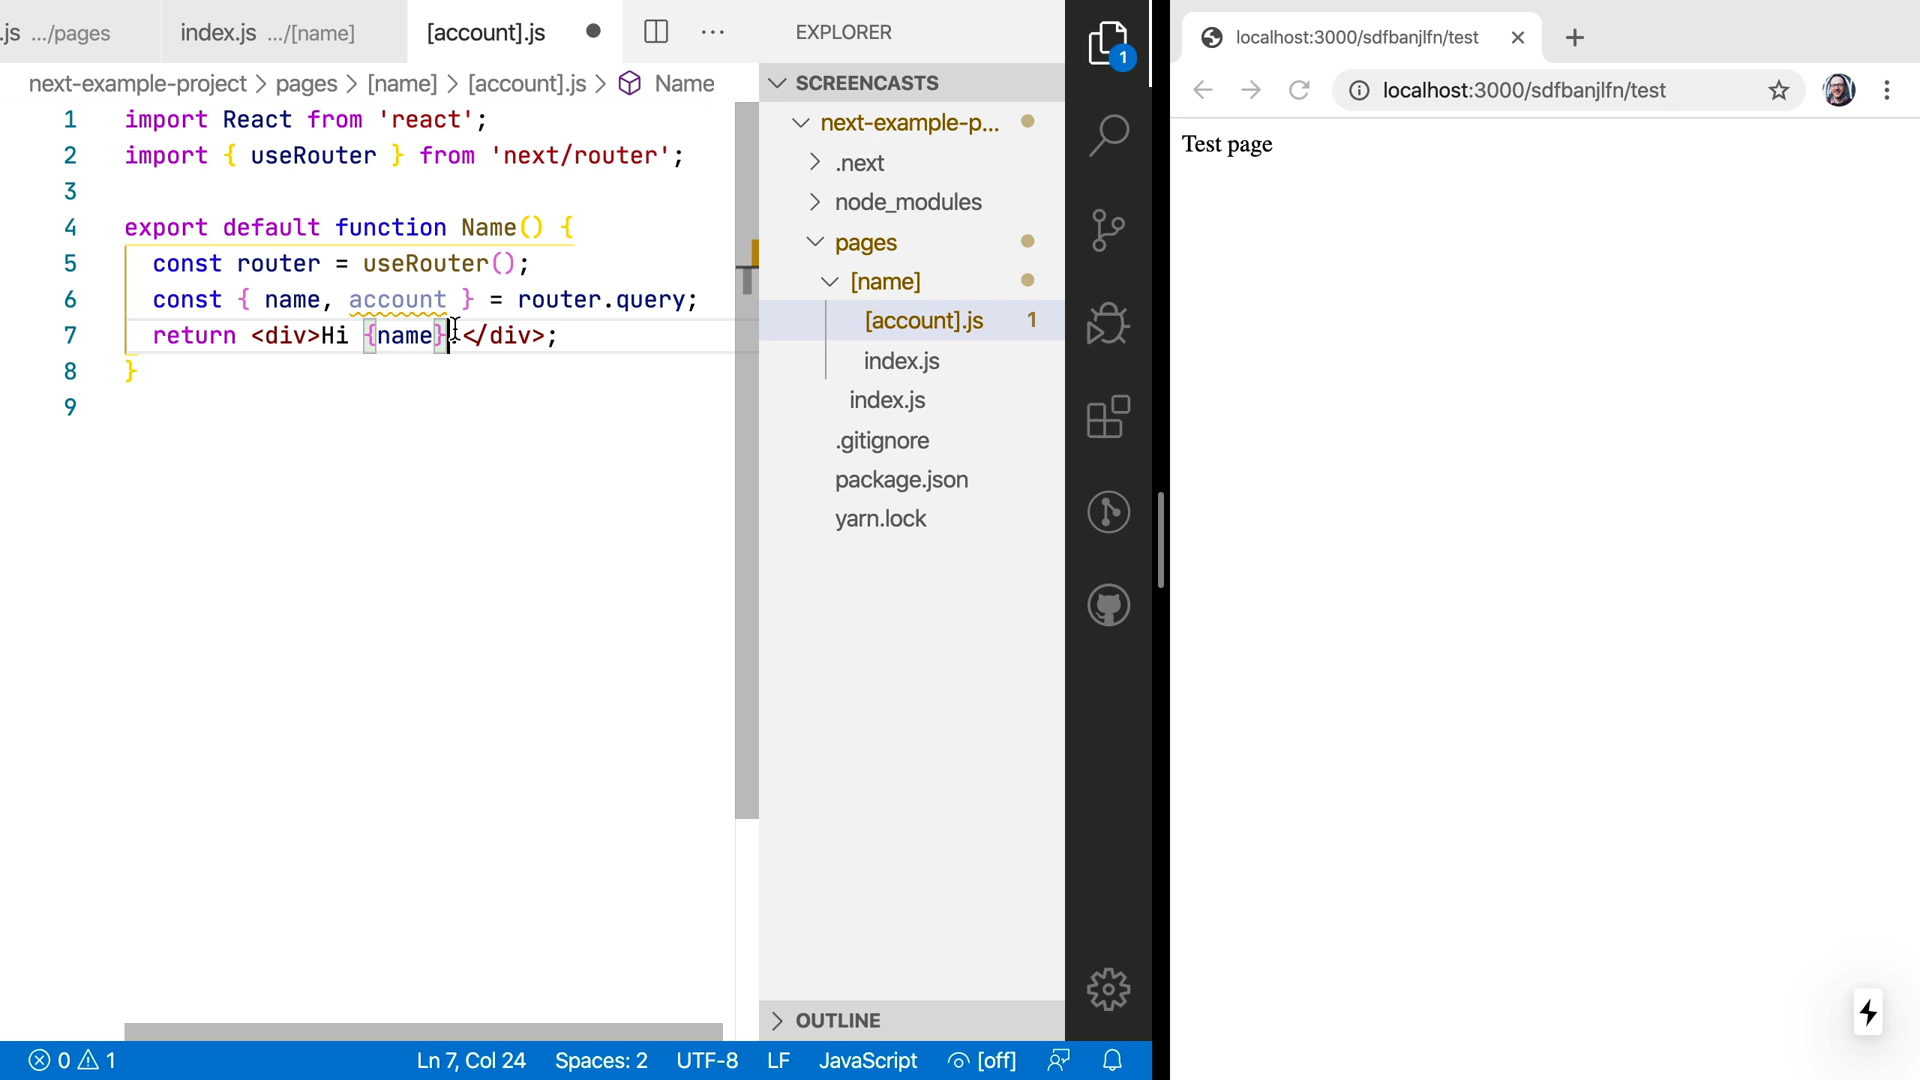 .js .../pages
index.js .../[name]
[account].js
next-example-project > pages > [name] > [account].js > Name
1 import React from 'react';
2 import { useRouter } from 'next/router';
3
4 export default function Name() {
5 const router = useRouter();
6 const { name, account } = router.query;
7 return <div>Hi {name}!</div>;
8 }
9
EXPLORER
SCREENCASTS
next-example-p...
.next
node_modules
pages
[name]
[account].js 1
index.js
index.js
.gitignore
package.json
yarn.lock
OUTLINE
1
0 1 Ln 7, Col 24 Spaces: 2 UTF-8 LF JavaScript [off]
localhost:3000/sdfbanjlfn/test
localhost:3000/sdfbanjlfn/test
Test page